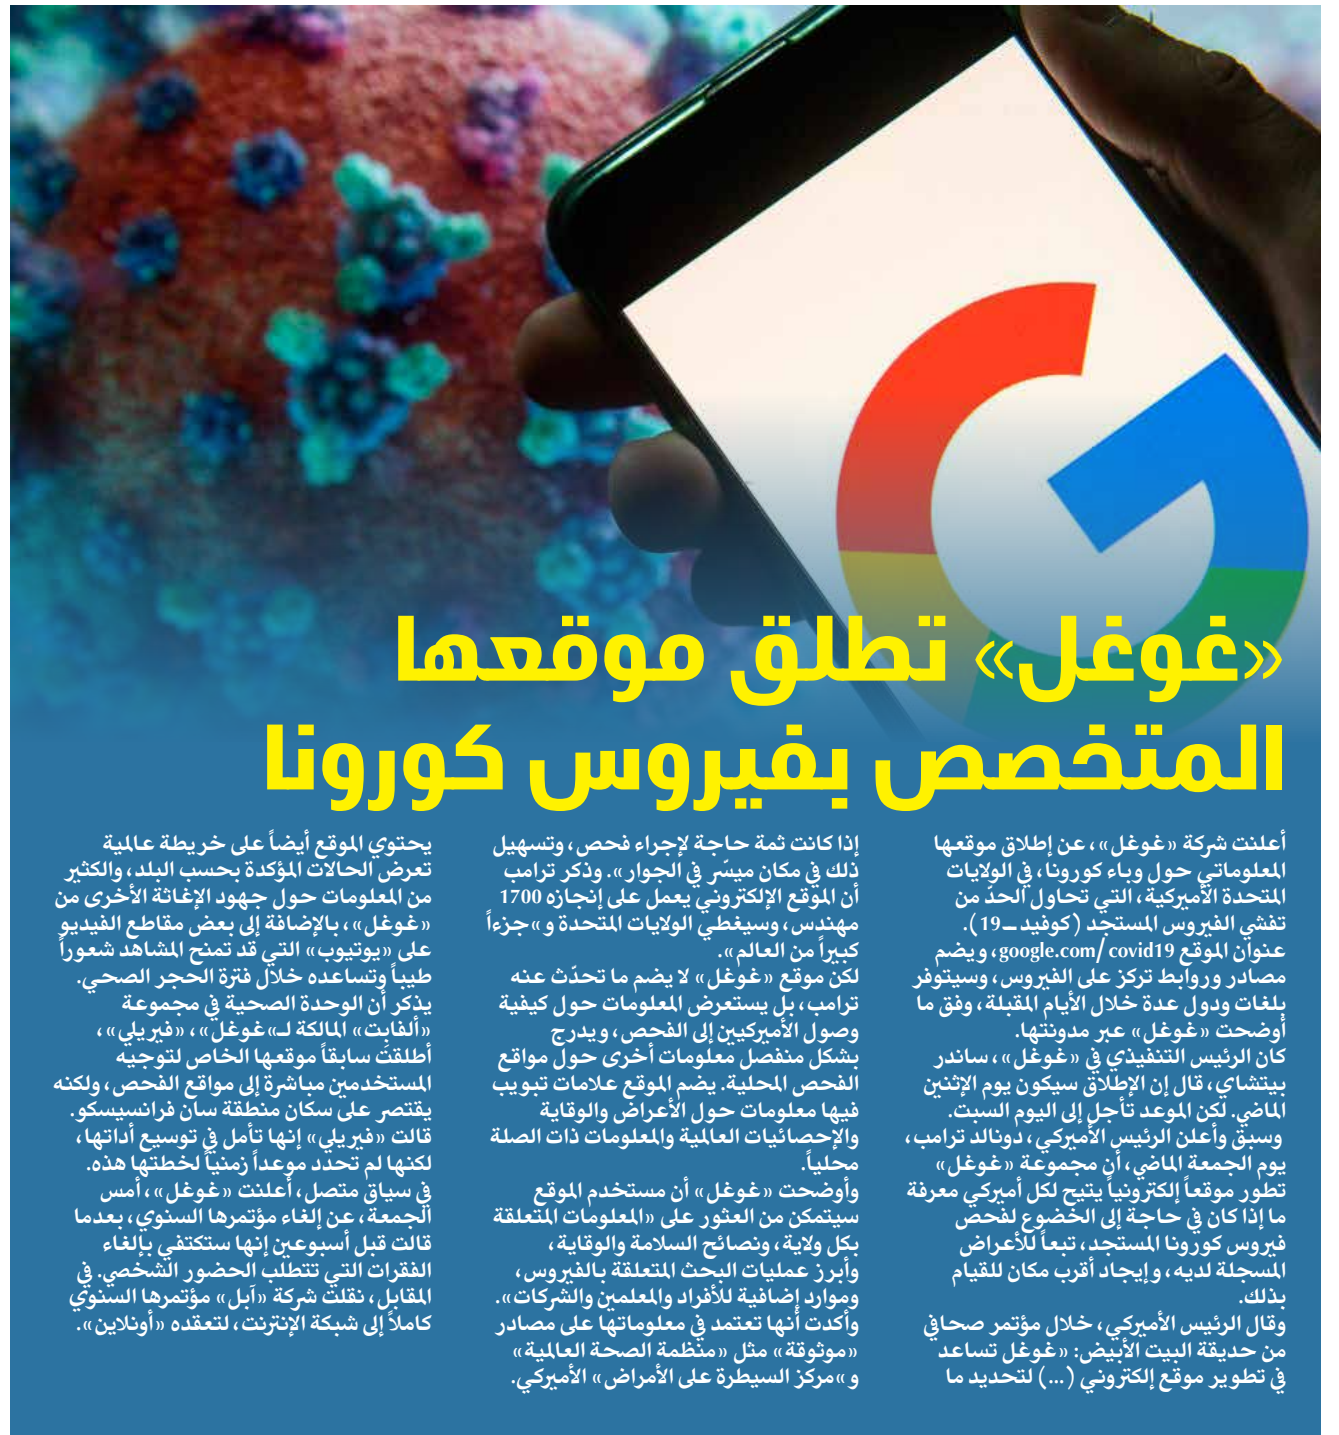 «غوغل» تطلق موقعها
المتخصص بفيروس كورونا
أعلنت شركة «غوغل»، عن إطلاق موقعها
المعلوماتي حول وباء كورونا، في الولايات
المتحدة الأميركية، التي تحاول الحدّ من
تفشي الفيروس المستجد (كوفيد ــ19).
عنوان الموقع google.com/covid19، ويضم
مصادر وروابط تركز على الفيروس، وسيتوفر
بلغات ودول عدة خلال الأيام المقبلة، وفق ما
أوضحت «غوغل» عبر مدونتها.
كان الرئيس التنفيذي في «غوغل»، ساندر
بيتشاي، قال إن الإطلاق سيكون يوم الإثنين
الماضي. لكن الموعد تأجل إلى اليوم السبت.
وسبق وأعلن الرئيس الأميركي، دونالد ترامب،
يوم الجمعة الماضي، أن مجموعة «غوغل»
تطور موقعاً إلكترونياً يتيح لكل أميركي معرفة
ما إذا كان في حاجة إلى الخضوع لفحص
فيروس كورونا المستجد، تبعاً للأعراض
المسجلة لديه، وإيجاد أقرب مكان للقيام
بذلك.
وقال الرئيس الأميركي، خلال مؤتمر صحافي
من حديقة البيت الأبيض: «غوغل تساعد
في تطوير موقع إلكتروني (...) لتحديد ما
إذا كانت ثمة حاجة لإجراء فحص، وتسهيل
ذلك في مكان ميسّر في الجوار». وذكر ترامب
أن الموقع الإلكتروني يعمل على إنجازه 1700
مهندس، وسيغطي الولايات المتحدة و»جزءاً
كبيراً من العالم».
لكن موقع «غوغل» لا يضم ما تحدّث عنه
ترامب، بل يستعرض المعلومات حول كيفية
وصول الأميركيين إلى الفحص، ويدرج
بشكل منفصل معلومات أخرى حول مواقع
الفحص المحلية. يضم الموقع علامات تبويب
فيها معلومات حول الأعراض والوقاية
والإحصائيات العالمية والمعلومات ذات الصلة
محلياً.
وأوضحت «غوغل» أن مستخدم الموقع
سيتمكن من العثور على «المعلومات المتعلقة
بكل ولاية، ونصائح السلامة والوقاية،
وأبرز عمليات البحث المتعلقة بالفيروس،
وموارد إضافية للأفراد والمعلمين والشركات».
وأكدت أنها تعتمد في معلوماتها على مصادر
«موثوقة» مثل «منظمة الصحة العالمية»
و»مركز السيطرة على الأمراض» الأميركي.
يحتوي الموقع أيضاً على خريطة عالمية
تعرض الحالات المؤكدة بحسب البلد، والكثير
من المعلومات حول جهود الإغاثة الأخرى من
«غوغل»، بالإضافة إلى بعض مقاطع الفيديو
على «يوتيوب» التي قد تمنح المشاهد شعوراً
طيباً وتساعده خلال فترة الحجر الصحي.
يذكر أن الوحدة الصحية في مجموعة
«ألفابِت» المالكة لـ»غوغل»، «فيريلي»،
أطلقت سابقاً موقعها الخاص لتوجيه
المستخدمين مباشرة إلى مواقع الفحص، ولكنه
يقتصر على سكان منطقة سان فرانسيسكو.
قالت «فيريلي» إنها تأمل في توسيع أداتها،
لكنها لم تحدد موعداً زمنياً لخطتها هذه.
في سياق متصل، أعلنت «غوغل»، أمس
الجمعة، عن إلغاء مؤتمرها السنوي، بعدما
قالت قبل أسبوعين إنها ستكتفي بإلغاء
الفقرات التي تتطلب الحضور الشخصي. في
المقابل، نقلت شركة «آبل» مؤتمرها السنوي
كاملاً إلى شبكة الإنترنت، لتعقده «أونلاين».